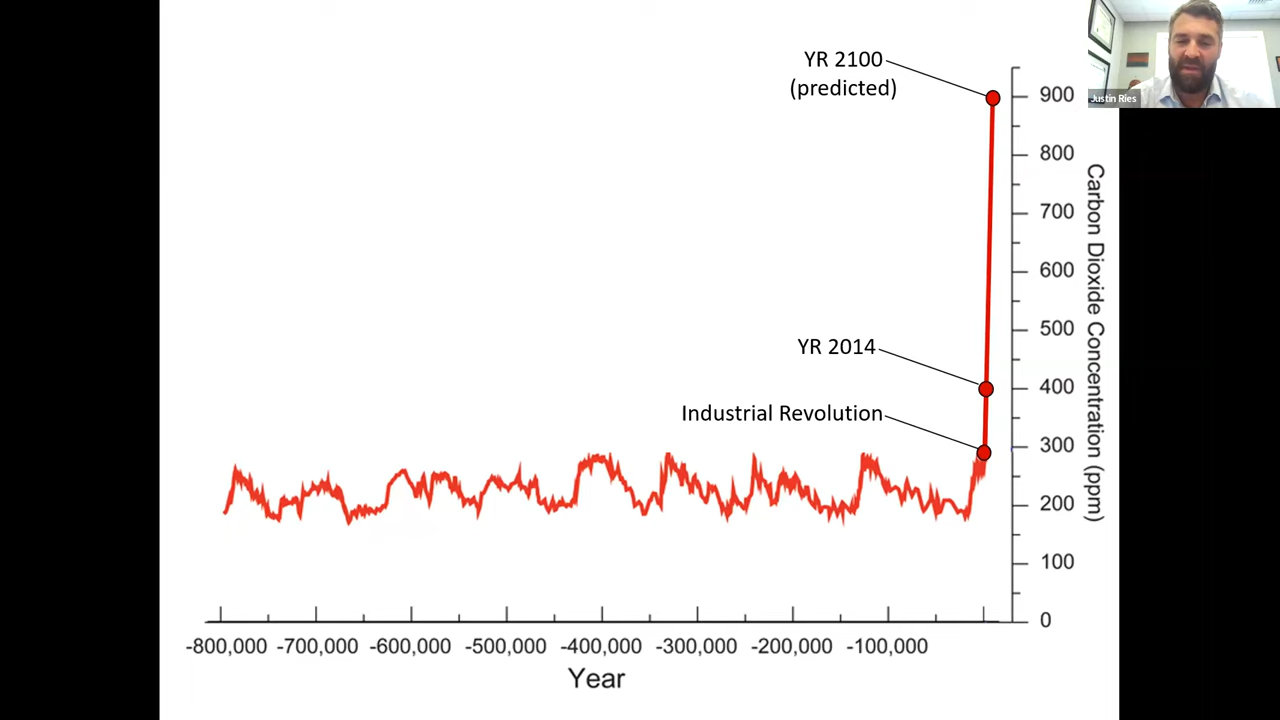 YR 2100
(predicted)
YR 2014
Industrial Revolution
900
800
700
600
500
400
300
200
100
0
Carbon Dioxide Concentration (ppm)
-800,000 -700,000 -600,000 -500,000 -400,000 -300,000 -200,000 -100,000
Year
Justin Ries